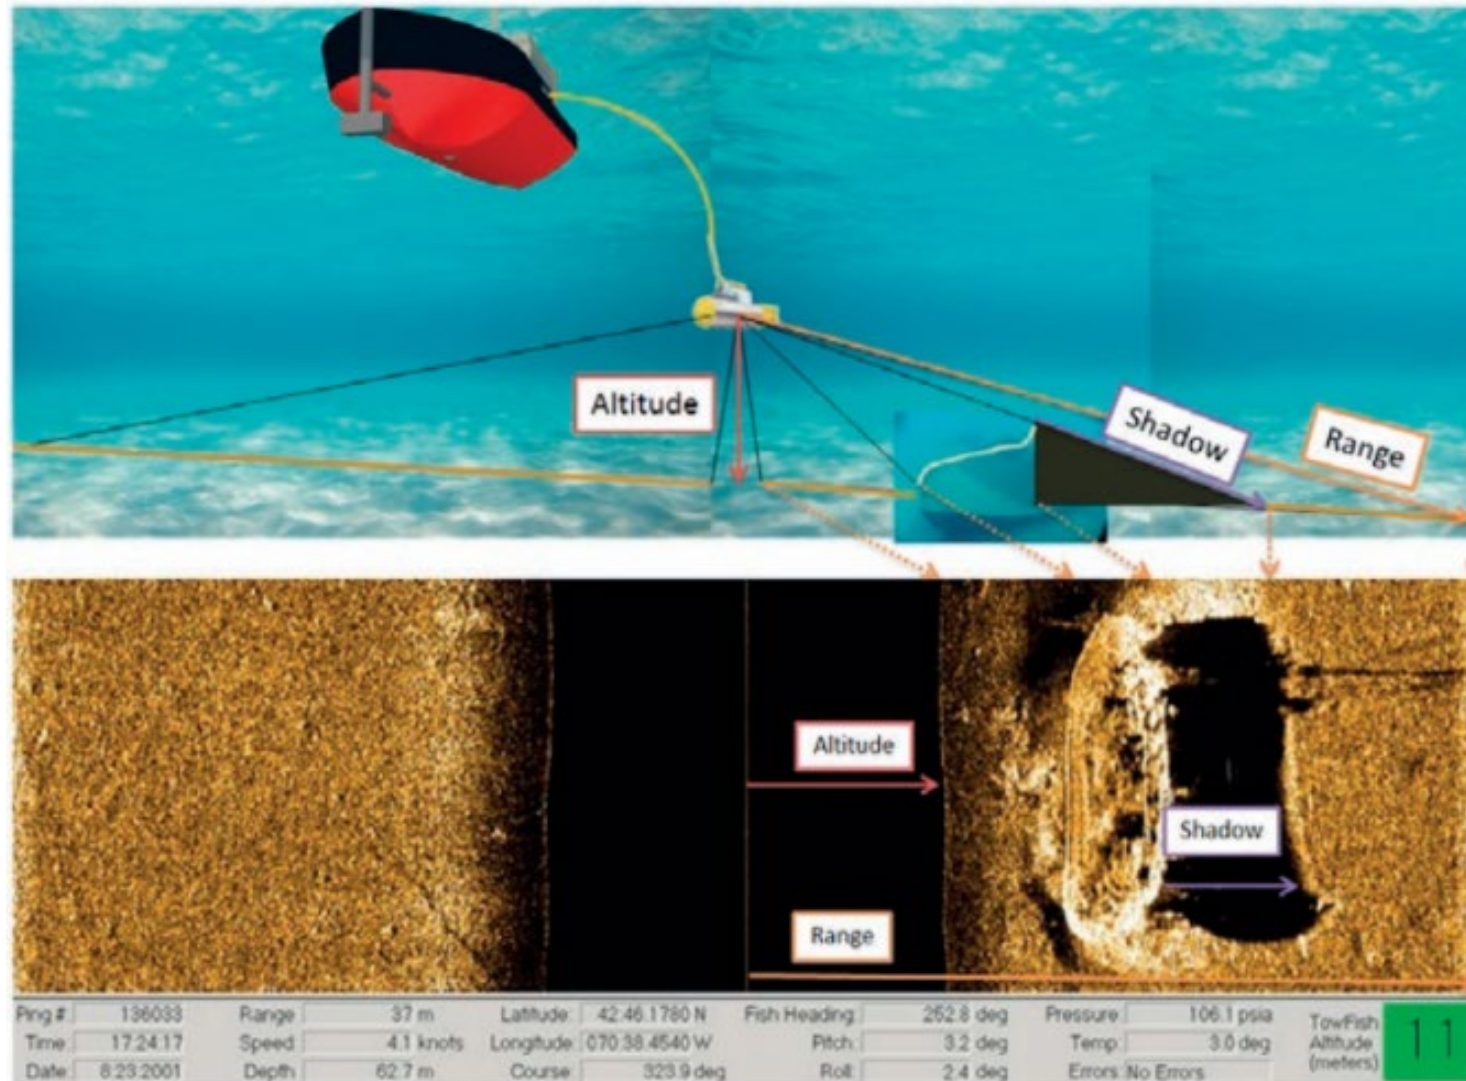 Altitude
Shadow
Range
Altitude
Shadow
Range
Ping # 136033 Range 37 m Latitude: 42.46.1780 N Fish Heading: 252.8 deg Pressure: 106.1 psia
Time: 17:24:17 Speed: 4.1 knots Longitude: 070:38.4540 W Pitch: 3.2 deg Temp: 3.0 deg
Date: 8:23:2001 Depth: 62.7 m Course: 323.9 deg Roll: 2.4 deg Errors: No Errors
TowFish
Altitude
(meters)
11